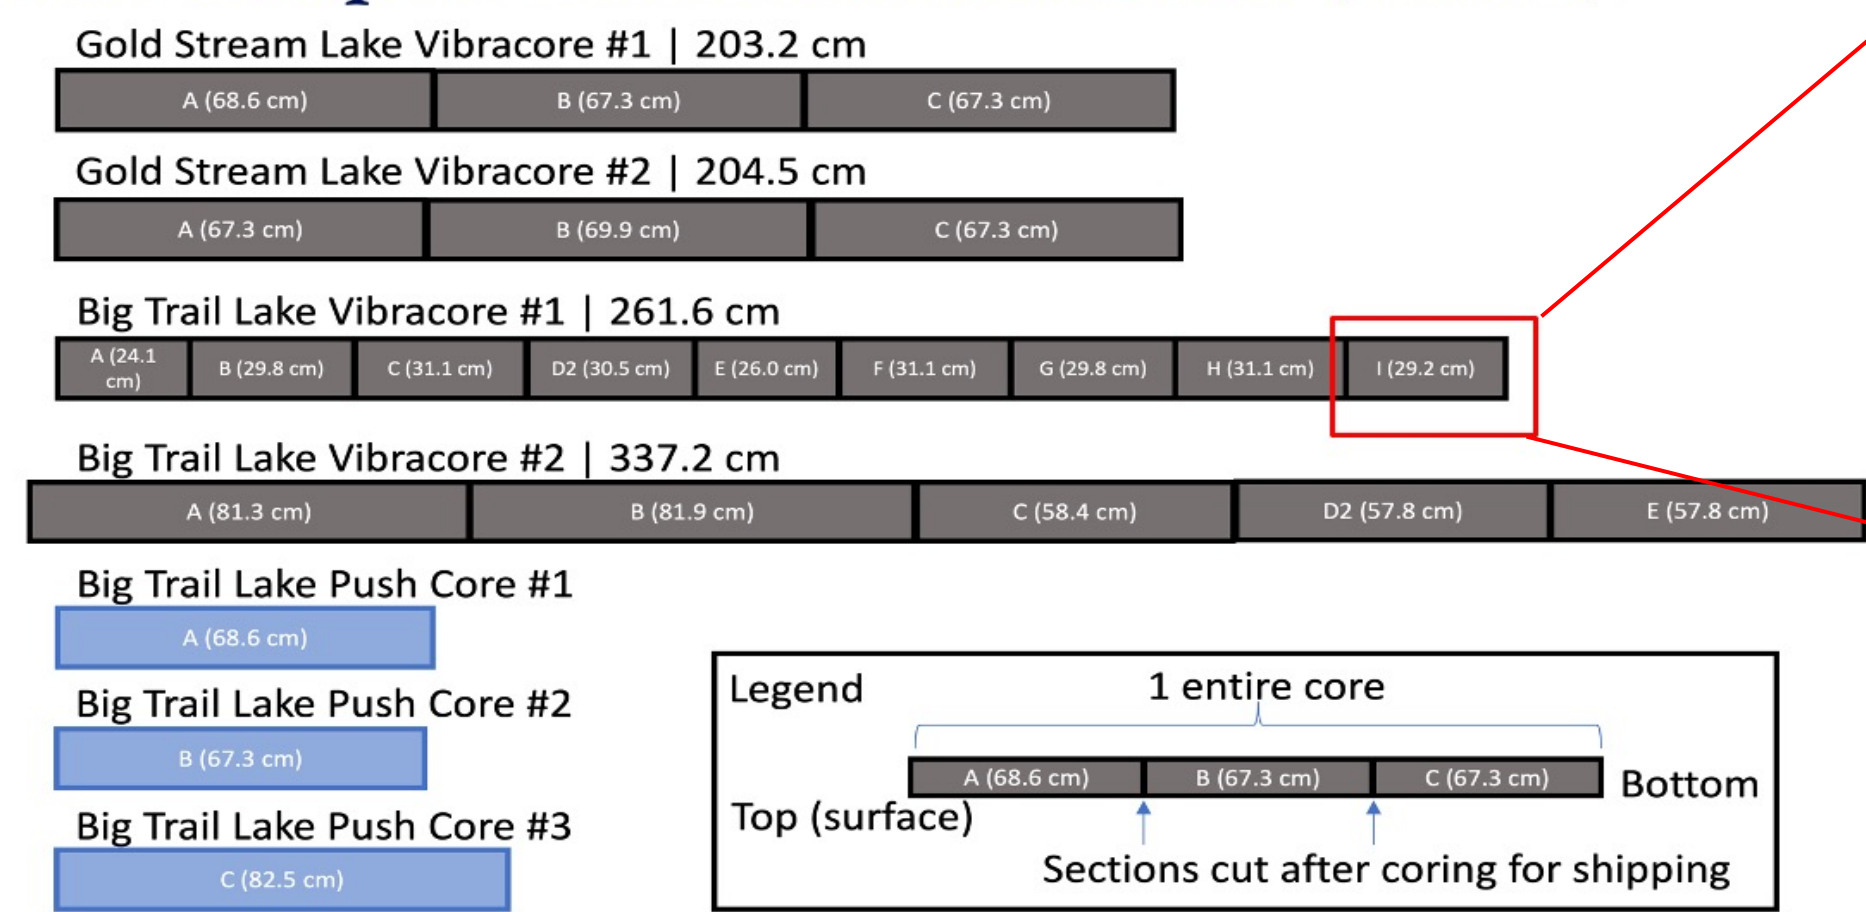 Gold Stream Lake Vibracore #1 | 203.2 cm
A (68.6 cm) B (67.3 cm) C (67.3 cm)
Gold Stream Lake Vibracore #2 | 204.5 cm
A (67.3 cm) B (69.9 cm) C (67.3 cm)
Big Trail Lake Vibracore #1 | 261.6 cm
A (24.1
cm)
B (29.8 cm) C (31.1 cm) D2 (30.5 cm) E (26.0 cm) F (31.1 cm) G (29.8 cm) H (31.1 cm) I (29.2 cm)
Big Trail Lake Vibracore #2 | 337.2 cm
A (81.3 cm) B (81.9 cm) C (58.4 cm) D2 (57.8 cm) E (57.8 cm)
Big Trail Lake Push Core #1
A (68.6 cm)
Big Trail Lake Push Core #2
B (67.3 cm)
Big Trail Lake Push Core #3
C (82.5 cm)
Legend
1 entire core
A (68.6 cm) B (67.3 cm) C (67.3 cm)
Bottom
Top (surface)
Sections cut after coring for shipping